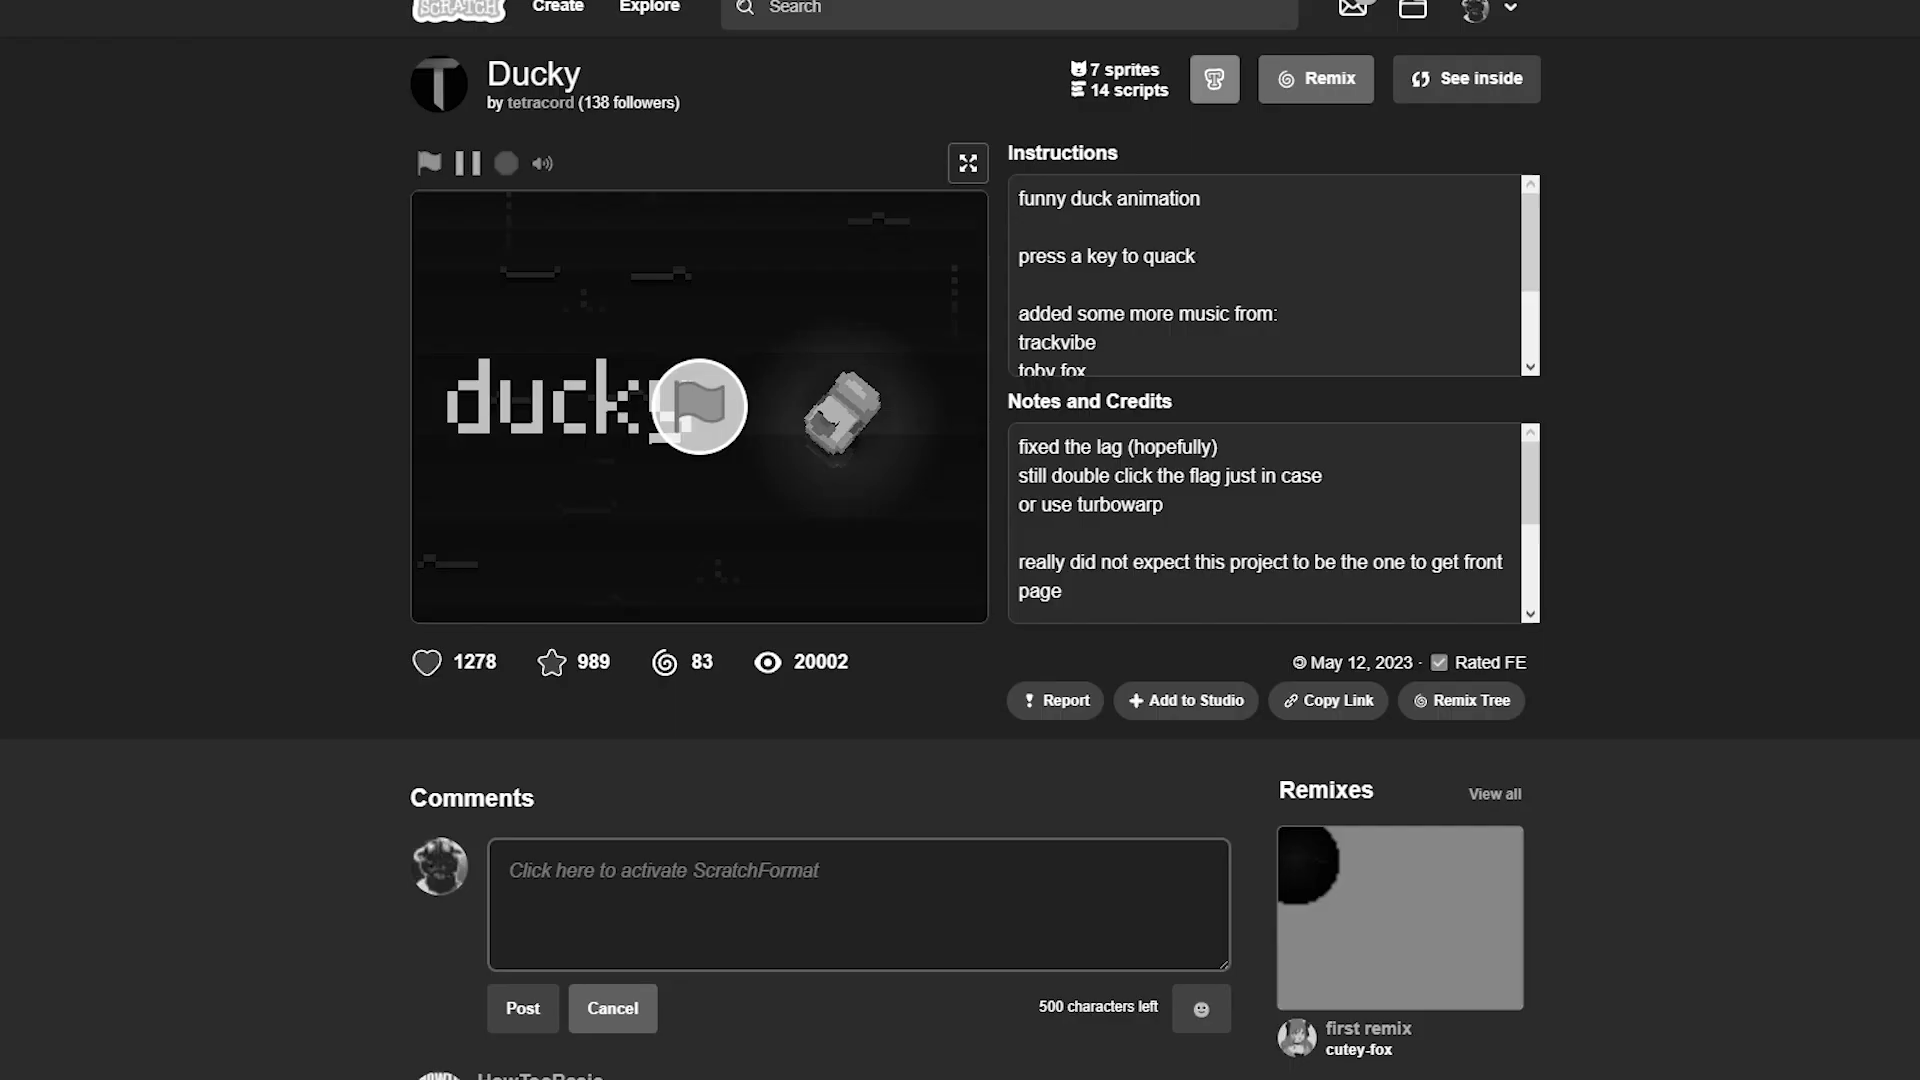 SCRATCH
Create
Explore
Search
T
Ducky
by tetracord (138 followers)
7 sprites
14 scripts
Remix
See inside
Instructions
funny duck animation
press a key to quack
added some more music from:
trackvibe
toby fox
ducky
Notes and Credits
fixed the lag (hopefully)
still double click the flag just in case
or use turbowarp
really did not expect this project to be the one to get front
page
1278
989
83
20002
© May 12, 2023 ·
Rated FE
Report
Add to Studio
Copy Link
Remix Tree
Comments
Click here to activate ScratchFormat
Post
Cancel
500 characters left
Remixes
View all
first remix
cutey-fox